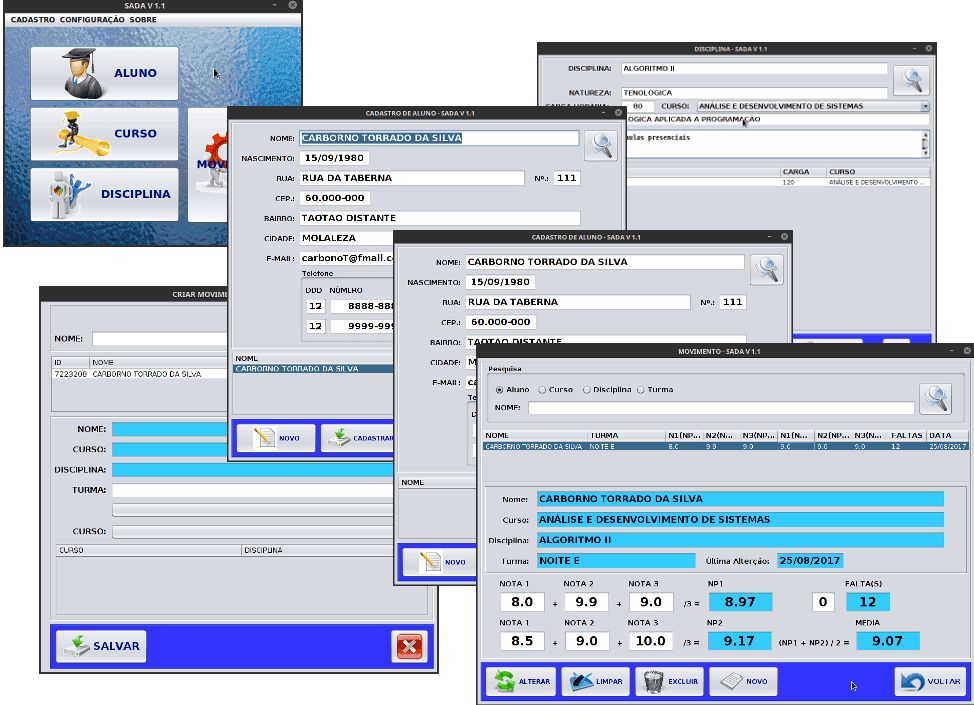 SADA V 1.1
CADASTRO CONFIGURAÇÃO SOBRE
ALUNO
CURSO
DISCIPLINA
DISCIPLINA - SADA V 1.1
DISCIPLINA: ALGORITMO II
NATUREZA: TENOLÓGICA
80 CURSO: ANÁLISE E DESENVOLVIMENTO DE SISTEMAS
ÓGICA APLICADA A PROGRAMAÇÃO
aulas presenciais
CARGA CURSO
120 ANÁLISE E DESENVOLVIMENTO ...
CADASTRO DE ALUNO - SADA V 1.1
NOME: CARBORNO TORRADO DA SILVA
NASCIMENTO: 15/09/1980
RUA: RUA DA TABERNA Nº.: 111
CEP.: 60.000-000
BAIRRO: TAOTAO DISTANTE
CIDADE: MOLALEZA
E-MAIL: carbonoT@fmail.c
Telefone
DDD NÚMERO
12 8888-888
12 9999-999
NOME
CARBORNO TORRADO DA SILVA
NOVO CADASTRAR
CADASTRO DE ALUNO - SADA V 1.1
NOME: CARBORNO TORRADO DA SILVA
NASCIMENTO: 15/09/1980
RUA: RUA DA TABERNA Nº.: 111
CEP.: 60.000-000
BAIRRO: TAOTAO DISTANTE
CIDADE: M
E-MAIL:
NOME
NOVO
CRIAR MOVIME
NOME:
ID NOME
7223208 CARBORNO TORRADO DA SILVA
NOME:
CURSO:
DISCIPLINA:
TURMA:
CURSO:
CURSO DISCIPLINA
SALVAR
MOVIMENTO - SADA V 1.1
Pesquisa
Aluno Curso Disciplina Turma
NOME:
NOME TURMA N1(NP... N2(N... N3(NP... N1(N... N2(NP... N3(N... FALTAS DATA
CARBORNO TORRADO DA SILVA NOITE E 8.0 9.9 9.0 9.0 9.0 9.0 12 25/08/2017
Nome: CARBORNO TORRADO DA SILVA
Curso: ANÁLISE E DESENVOLVIMENTO DE SISTEMAS
Disciplina: ALGORITMO II
Turma: NOITE E Última Alterção: 25/08/2017
NOTA 1 NOTA 2 NOTA 3 NP1 FALTA(S)
8.0 + 9.9 + 9.0 /3 = 8.97 0 12
NOTA 1 NOTA 2 NOTA 3 NP2 MEDIA
8.5 + 9.0 + 10.0 /3 = 9.17 (NP1 + NP2) / 2 = 9.07
ALTERAR LIMPAR EXCLUIR NOVO VOLTAR